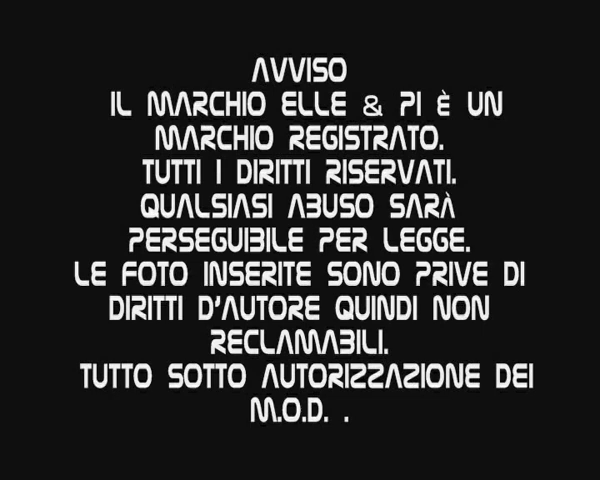 AVVISO
IL MARCHIO ELLE & PI È UN
MARCHIO REGISTRATO.
TUTTI I DIRITTI RISERVATI.
QUALSIASI ABUSO SARÀ
PERSEGUIBILE PER LEGGE.
LE FOTO INSERITE SONO PRIVE DI
DIRITTI D'AUTORE QUINDI NON
RECLAMABILI.
TUTTO SOTTO AUTORIZZAZIONE DEI
M.O.D. .